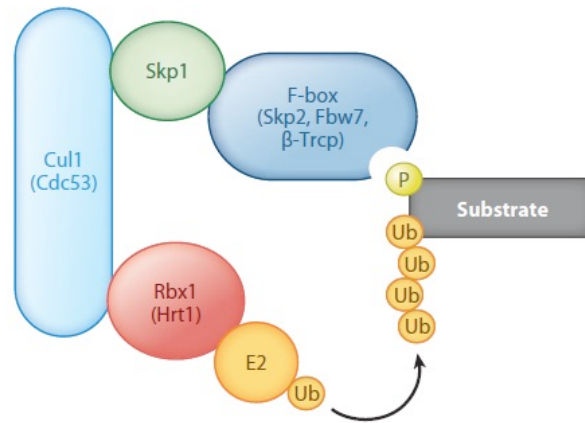 Skp1
F-box
(Skp2, Fbw7,
β-Trcp)
Cul1
(Cdc53)
P
Substrate
Ub
Ub
Ub
Ub
Rbx1
(Hrt1)
E2
Ub